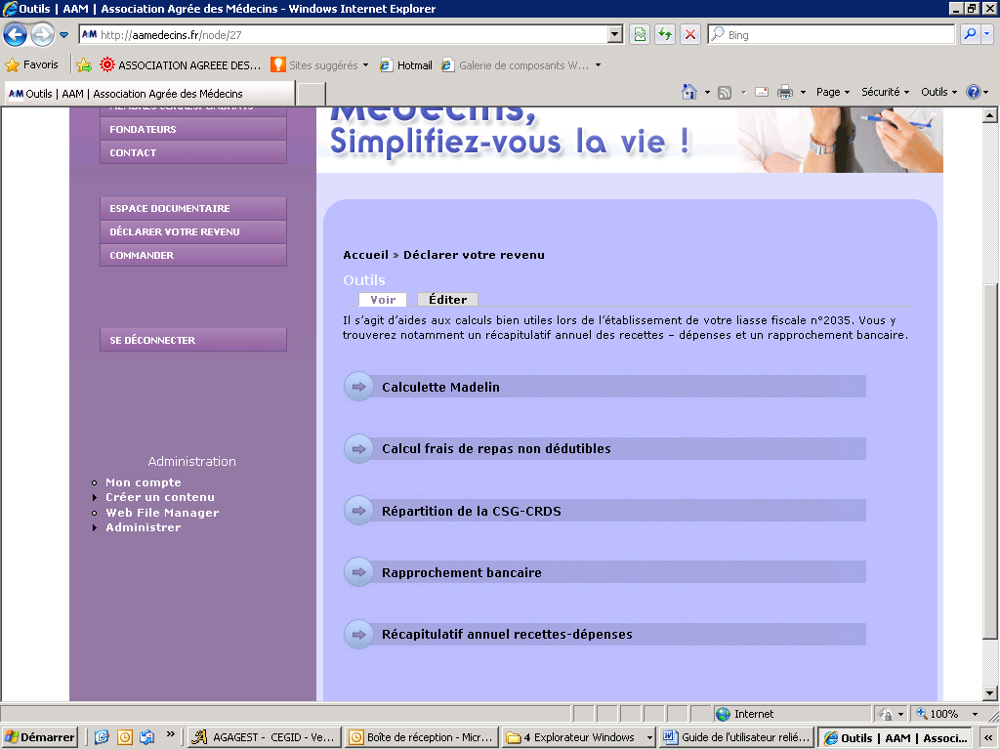 Outils | AAM | Association Agrée des Médecins - Windows Internet Explorer
http://aamedecins.fr/node/27
Bing
Favoris
ASSOCIATION AGREEE DES...
Sites suggérés
Hotmail
Galerie de composants W...
Outils | AAM | Association Agrée des Médecins
Page
Sécurité
Outils
Médecins,
Simplifiez-vous la vie !
FONDATEURS
CONTACT
ESPACE DOCUMENTAIRE
DÉCLARER VOTRE REVENU
COMMANDER
SE DÉCONNECTER
Administration
Mon compte
Créer un contenu
Web File Manager
Administrer
Accueil » Déclarer votre revenu
Outils
Voir
Éditer
Il s'agit d'aides aux calculs bien utiles lors de l'établissement de votre liasse fiscale n°2035. Vous y
trouverez notamment un récapitulatif annuel des recettes – dépenses et un rapprochement bancaire.
Calculette Madelin
Calcul frais de repas non dédutibles
Répartition de la CSG-CRDS
Rapprochement bancaire
Récapitulatif annuel recettes-dépenses
Internet
100%
Démarrer
»
AGAGEST - CEGID - Ve...
Boîte de réception - Micr...
4 Explorateur Windows
Guide de l'utilisateur relié...
Outils | AAM | Associ...
«